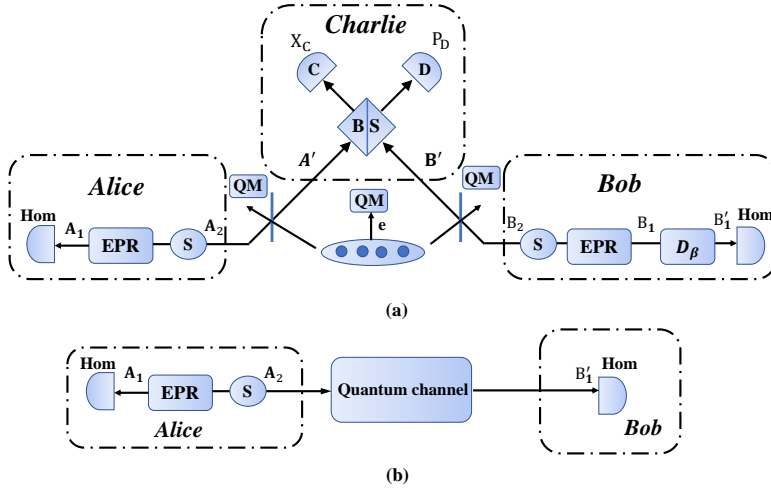 Charlie
X_C
P_D
C
D
B S
A'
B'
Alice
Bob
QM
QM
QM
Hom
A_1
EPR
S
A_2
e
B_2
S
EPR
B_1
D_β
B'_1
Hom
(a)
Hom
A_1
EPR
S
A_2
Quantum channel
B'_1
Hom
Alice
Bob
(b)